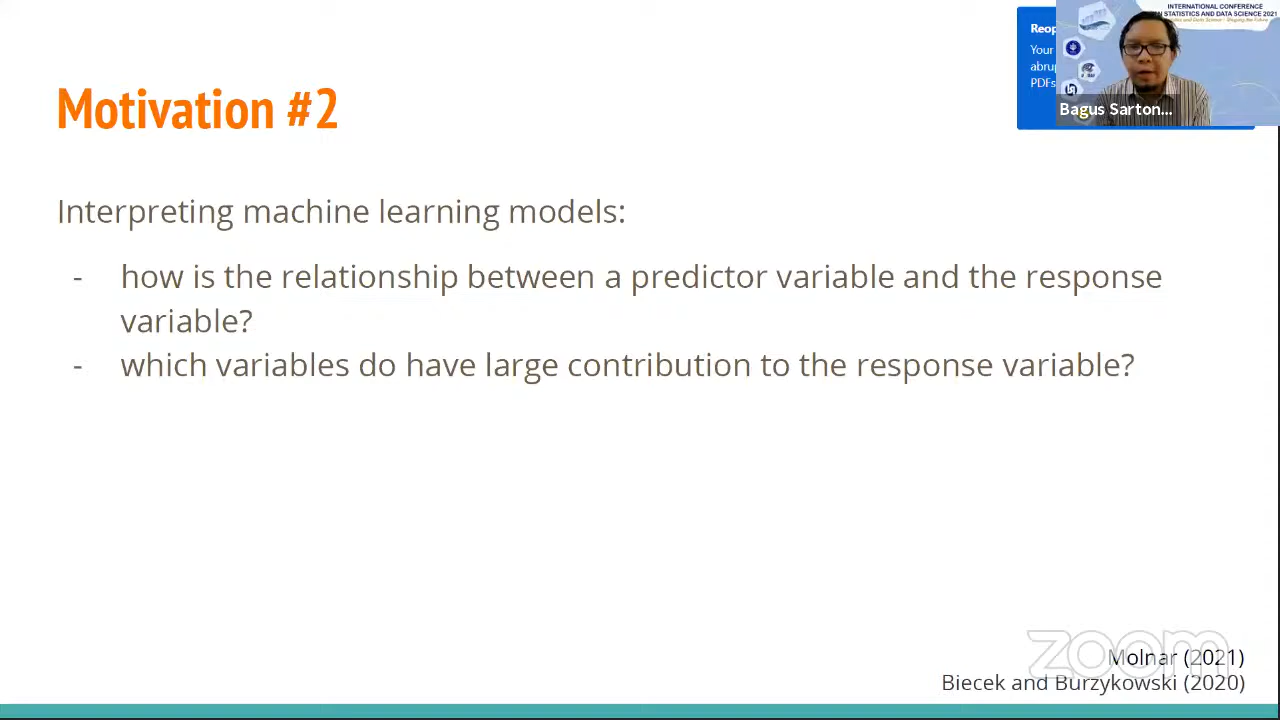 INTERNATIONAL CONFERENCE
STATISTICS AND DATA SCIENCE 2021
Reop
Your
abrup
PDFs
Bagus Sarton...
Motivation #2
Interpreting machine learning models:
- how is the relationship between a predictor variable and the response
variable?
- which variables do have large contribution to the response variable?
zoom
Molnar (2021)
Biecek and Burzykowski (2020)